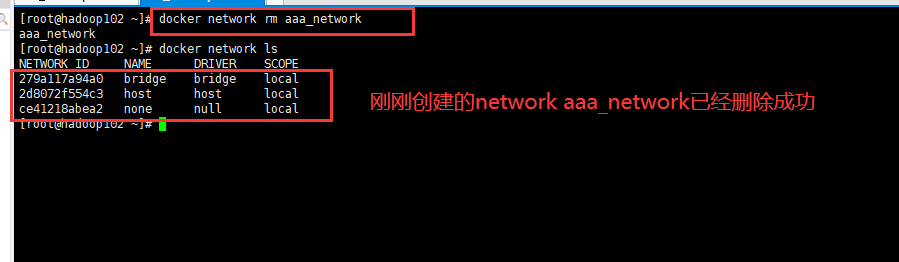 [root@hadoop102 ~]# docker network rm aaa_network
aaa_network
[root@hadoop102 ~]# docker network ls
NETWORK ID NAME DRIVER SCOPE
279a117a94a0 bridge bridge local
2d8072f554c3 host host local
ce41218abea2 none null local
[root@hadoop102 ~]#
刚刚创建的network aaa_network已经删除成功